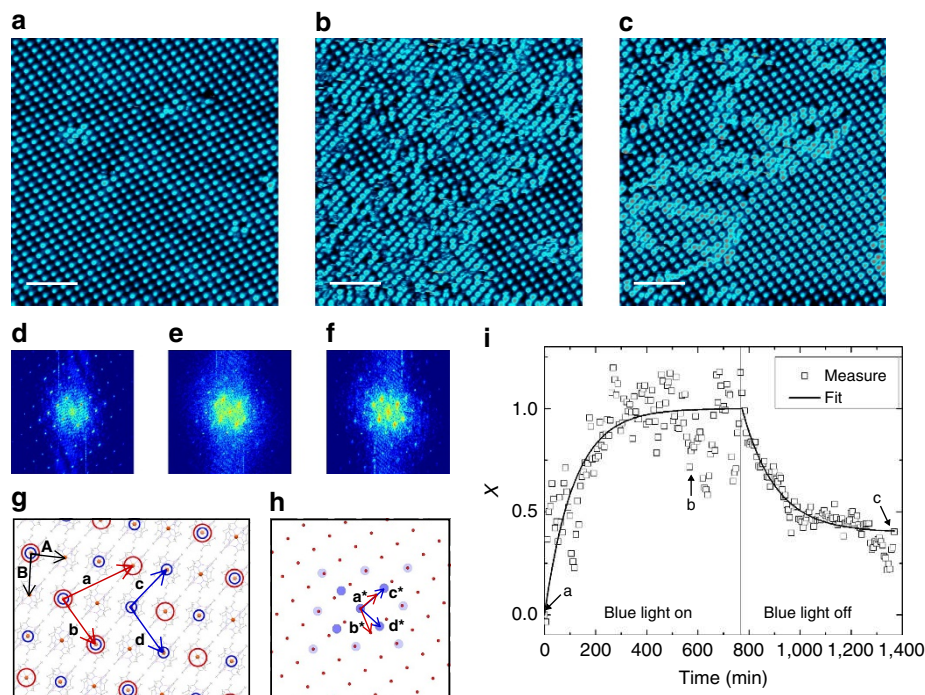 a
b
c
d
e
f
i
Measure
Fit
1.0
0.5
0.0
X
a
b
c
Blue light on
Blue light off
0
200
400
600
800
1,000
1,200
1,400
Time (min)
g
A
B
a
b
c
d
h
a*
b*
c*
d*